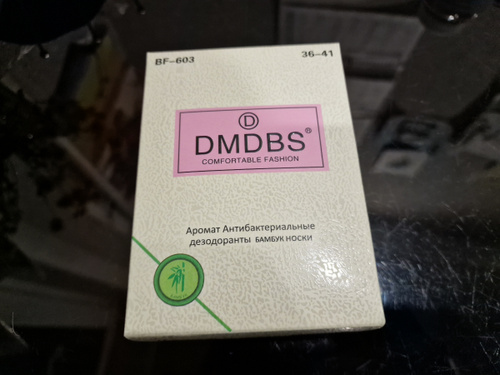 BF-603
36-41
D
DMDBS®
COMFORTABLE FASHION
Аромат Антибактериальные
дезодоранты БАМБУК НОСКИ